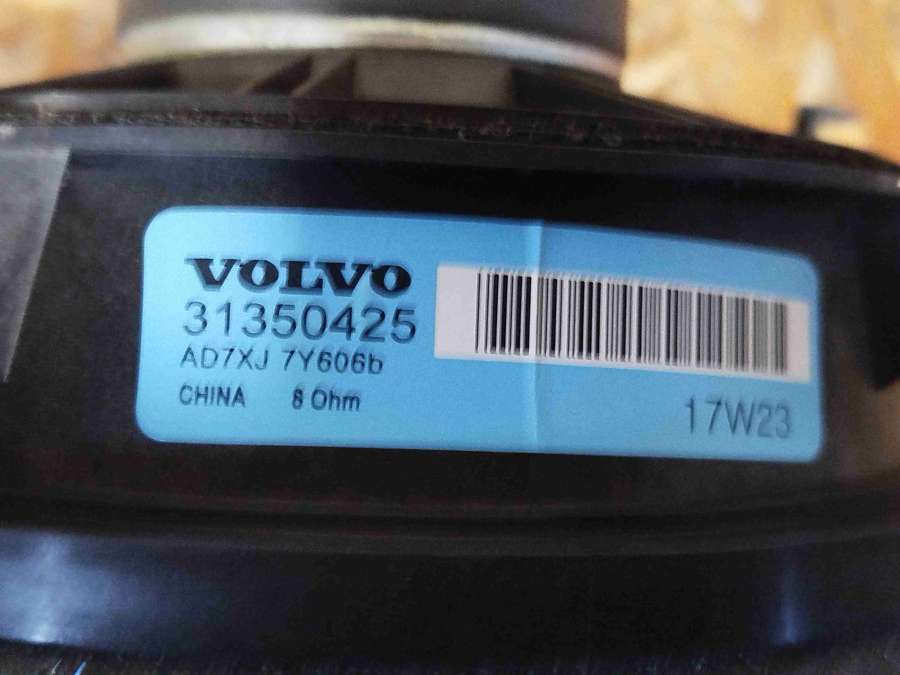 VOLVO
31350425
AD7XJ 7Y606b
CHINA 8 Ohm
17W23